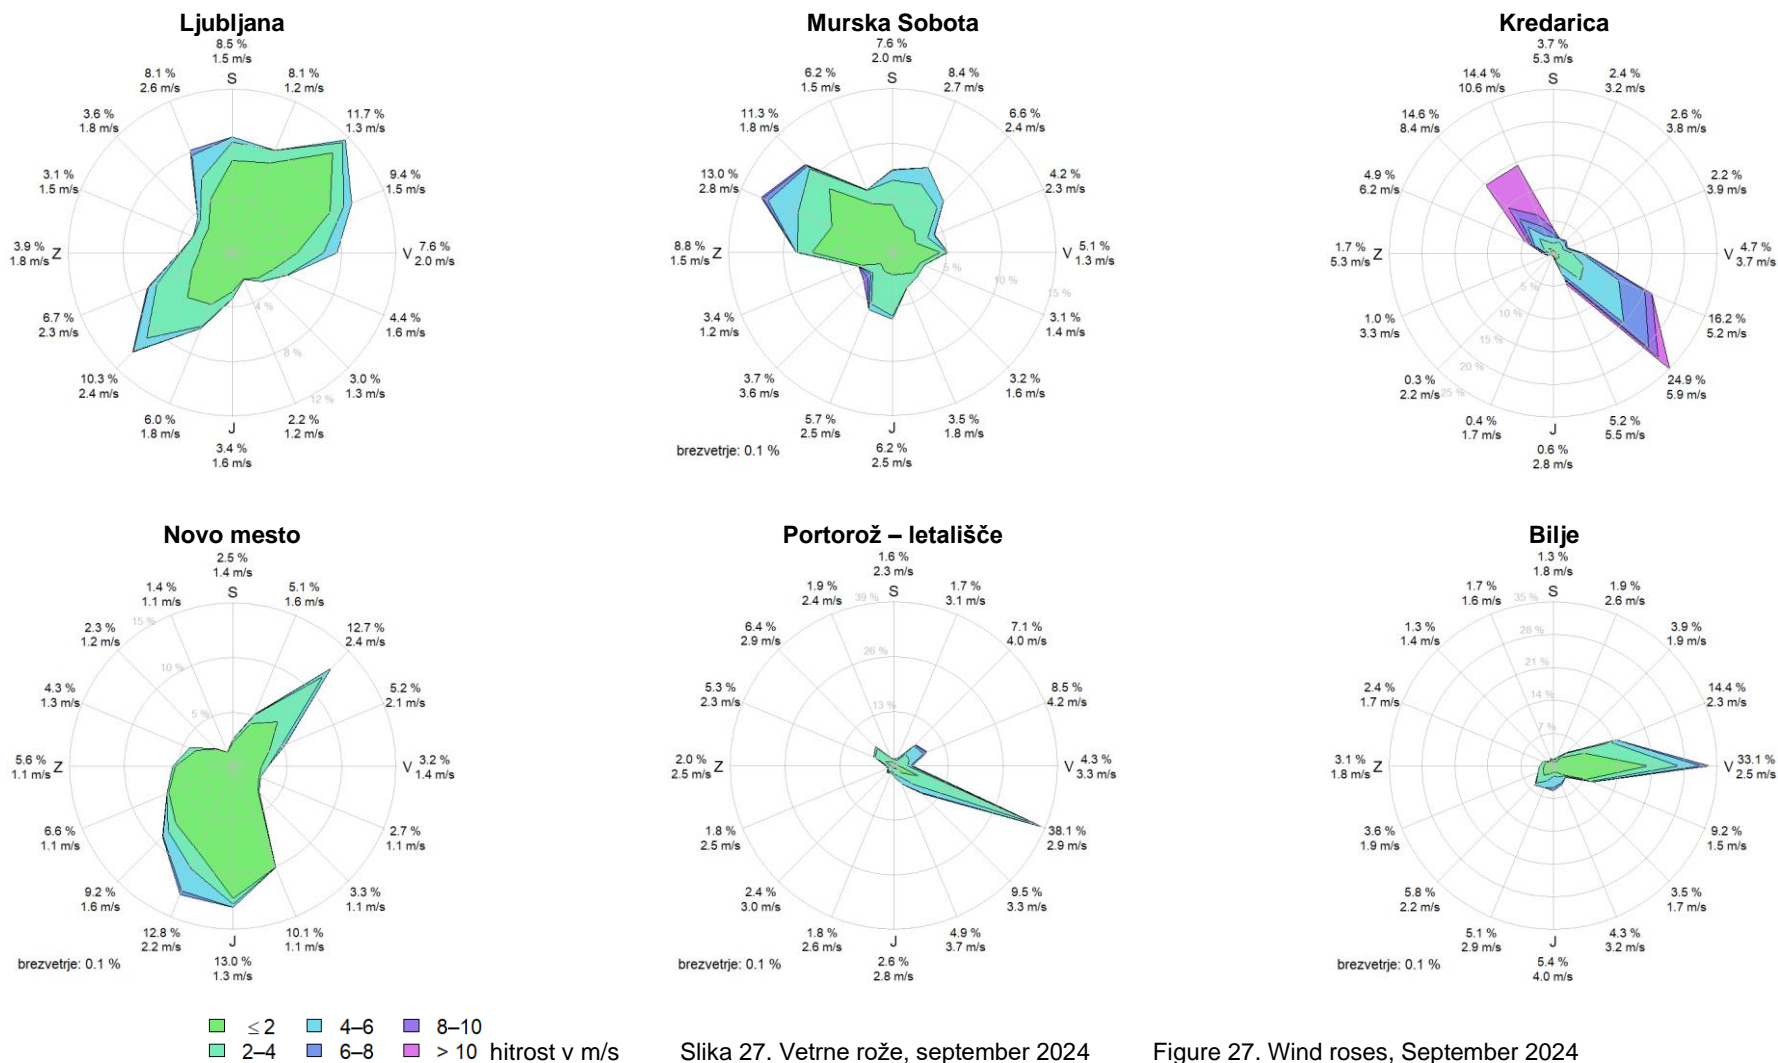 Ljubljana
8.5 %
1.5 m/s
S
8.1 %
1.2 m/s
11.7 %
1.3 m/s
9.4 %
1.5 m/s
V
7.6 %
2.0 m/s
4.4 %
1.6 m/s
3.0 %
1.3 m/s
2.2 %
1.2 m/s
J
3.4 %
1.6 m/s
6.0 %
1.8 m/s
10.3 %
2.4 m/s
6.7 %
2.3 m/s
3.9 %
1.8 m/s
Z
3.1 %
1.5 m/s
3.6 %
1.8 m/s
8.1 %
2.6 m/s
4 %
8 %
12 %
Murska Sobota
7.6 %
2.0 m/s
S
8.4 %
2.7 m/s
6.6 %
2.4 m/s
4.2 %
2.3 m/s
V
5.1 %
1.3 m/s
3.1 %
1.4 m/s
3.2 %
1.6 m/s
3.5 %
1.8 m/s
J
6.2 %
2.5 m/s
5.7 %
2.5 m/s
3.7 %
3.6 m/s
3.4 %
1.2 m/s
8.8 %
1.5 m/s
Z
13.0 %
2.8 m/s
11.3 %
1.8 m/s
6.2 %
1.5 m/s
5 %
10 %
15 %
brezvetrje: 0.1 %
Kredarica
3.7 %
5.3 m/s
S
2.4 %
3.2 m/s
2.6 %
3.8 m/s
2.2 %
3.9 m/s
V
4.7 %
3.7 m/s
16.2 %
5.2 m/s
24.9 %
5.9 m/s
5.2 %
5.5 m/s
J
0.6 %
2.8 m/s
0.4 %
1.7 m/s
0.3 %
2.2 m/s
1.0 %
3.3 m/s
1.7 %
5.3 m/s
Z
4.9 %
6.2 m/s
14.6 %
8.4 m/s
14.4 %
10.6 m/s
5 %
10 %
15 %
20 %
25 %
Novo mesto
2.5 %
1.4 m/s
S
5.1 %
1.6 m/s
12.7 %
2.4 m/s
5.2 %
2.1 m/s
V
3.2 %
1.4 m/s
2.7 %
1.1 m/s
3.3 %
1.1 m/s
10.1 %
1.1 m/s
J
13.0 %
1.3 m/s
12.8 %
2.2 m/s
9.2 %
1.6 m/s
6.6 %
1.1 m/s
5.6 %
1.1 m/s
Z
4.3 %
1.3 m/s
2.3 %
1.2 m/s
1.4 %
1.1 m/s
5 %
10 %
15 %
brezvetrje: 0.1 %
Portorož – letališče
1.6 %
2.3 m/s
S
1.7 %
3.1 m/s
7.1 %
4.0 m/s
8.5 %
4.2 m/s
V
4.3 %
3.3 m/s
38.1 %
2.9 m/s
9.5 %
3.3 m/s
4.9 %
3.7 m/s
J
2.6 %
2.8 m/s
1.8 %
2.6 m/s
2.4 %
3.0 m/s
1.8 %
2.5 m/s
2.0 %
2.5 m/s
Z
5.3 %
2.3 m/s
6.4 %
2.9 m/s
1.9 %
2.4 m/s
13 %
26 %
39 %
brezvetrje: 0.1 %
Bilje
1.3 %
1.8 m/s
S
1.9 %
2.6 m/s
3.9 %
1.9 m/s
14.4 %
2.3 m/s
V
33.1 %
2.5 m/s
9.2 %
1.5 m/s
3.5 %
1.7 m/s
4.3 %
3.2 m/s
J
5.4 %
4.0 m/s
5.1 %
2.9 m/s
5.8 %
2.2 m/s
3.6 %
1.9 m/s
3.1 %
1.8 m/s
Z
2.4 %
1.7 m/s
1.3 %
1.4 m/s
1.7 %
1.6 m/s
7 %
14 %
21 %
28 %
35 %
brezvetrje: 0.1 %
≤ 2 4–6 8–10
2–4 6–8 > 10 hitrost v m/s
Slika 27. Vetrne rože, september 2024
Figure 27. Wind roses, September 2024